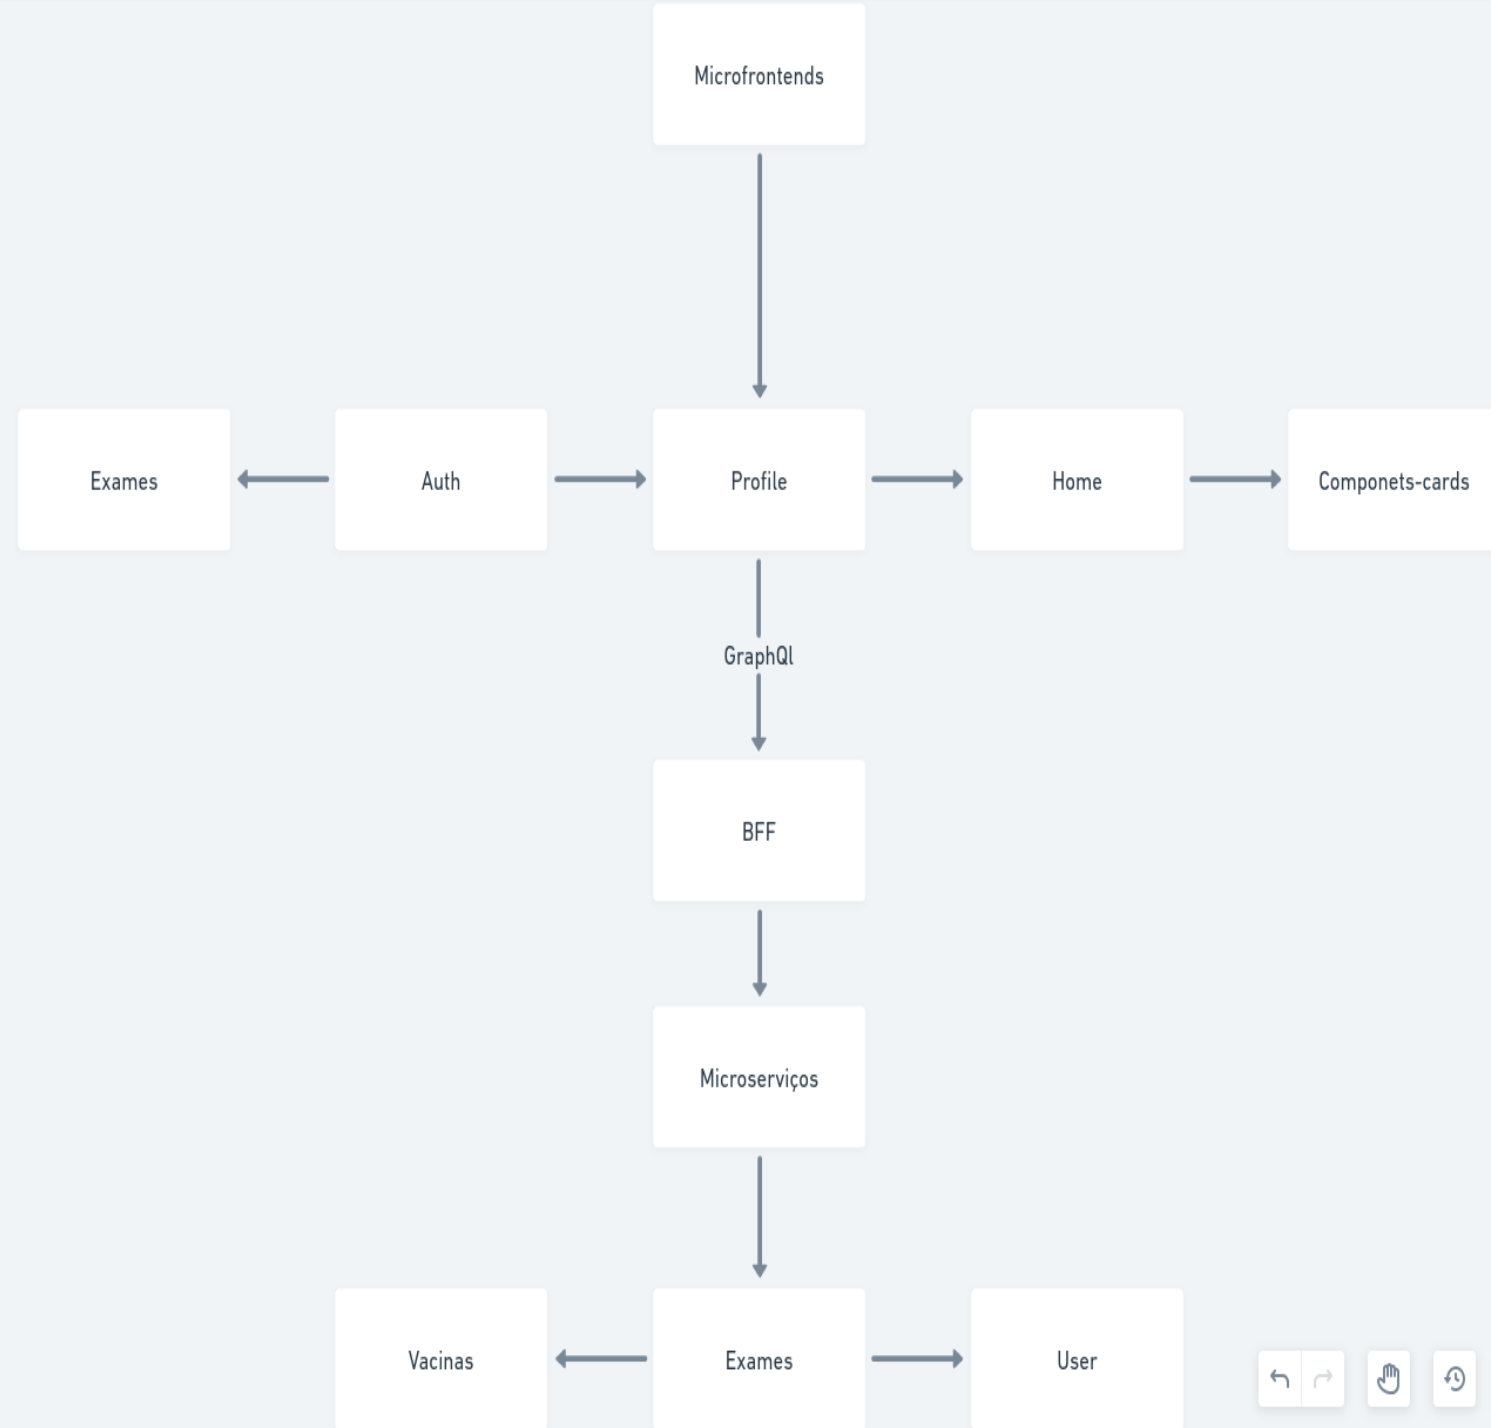 Microfrontends
Exames
Auth
Profile
Home
Componets-cards
GraphQl
BFF
Microserviços
Vacinas
Exames
User